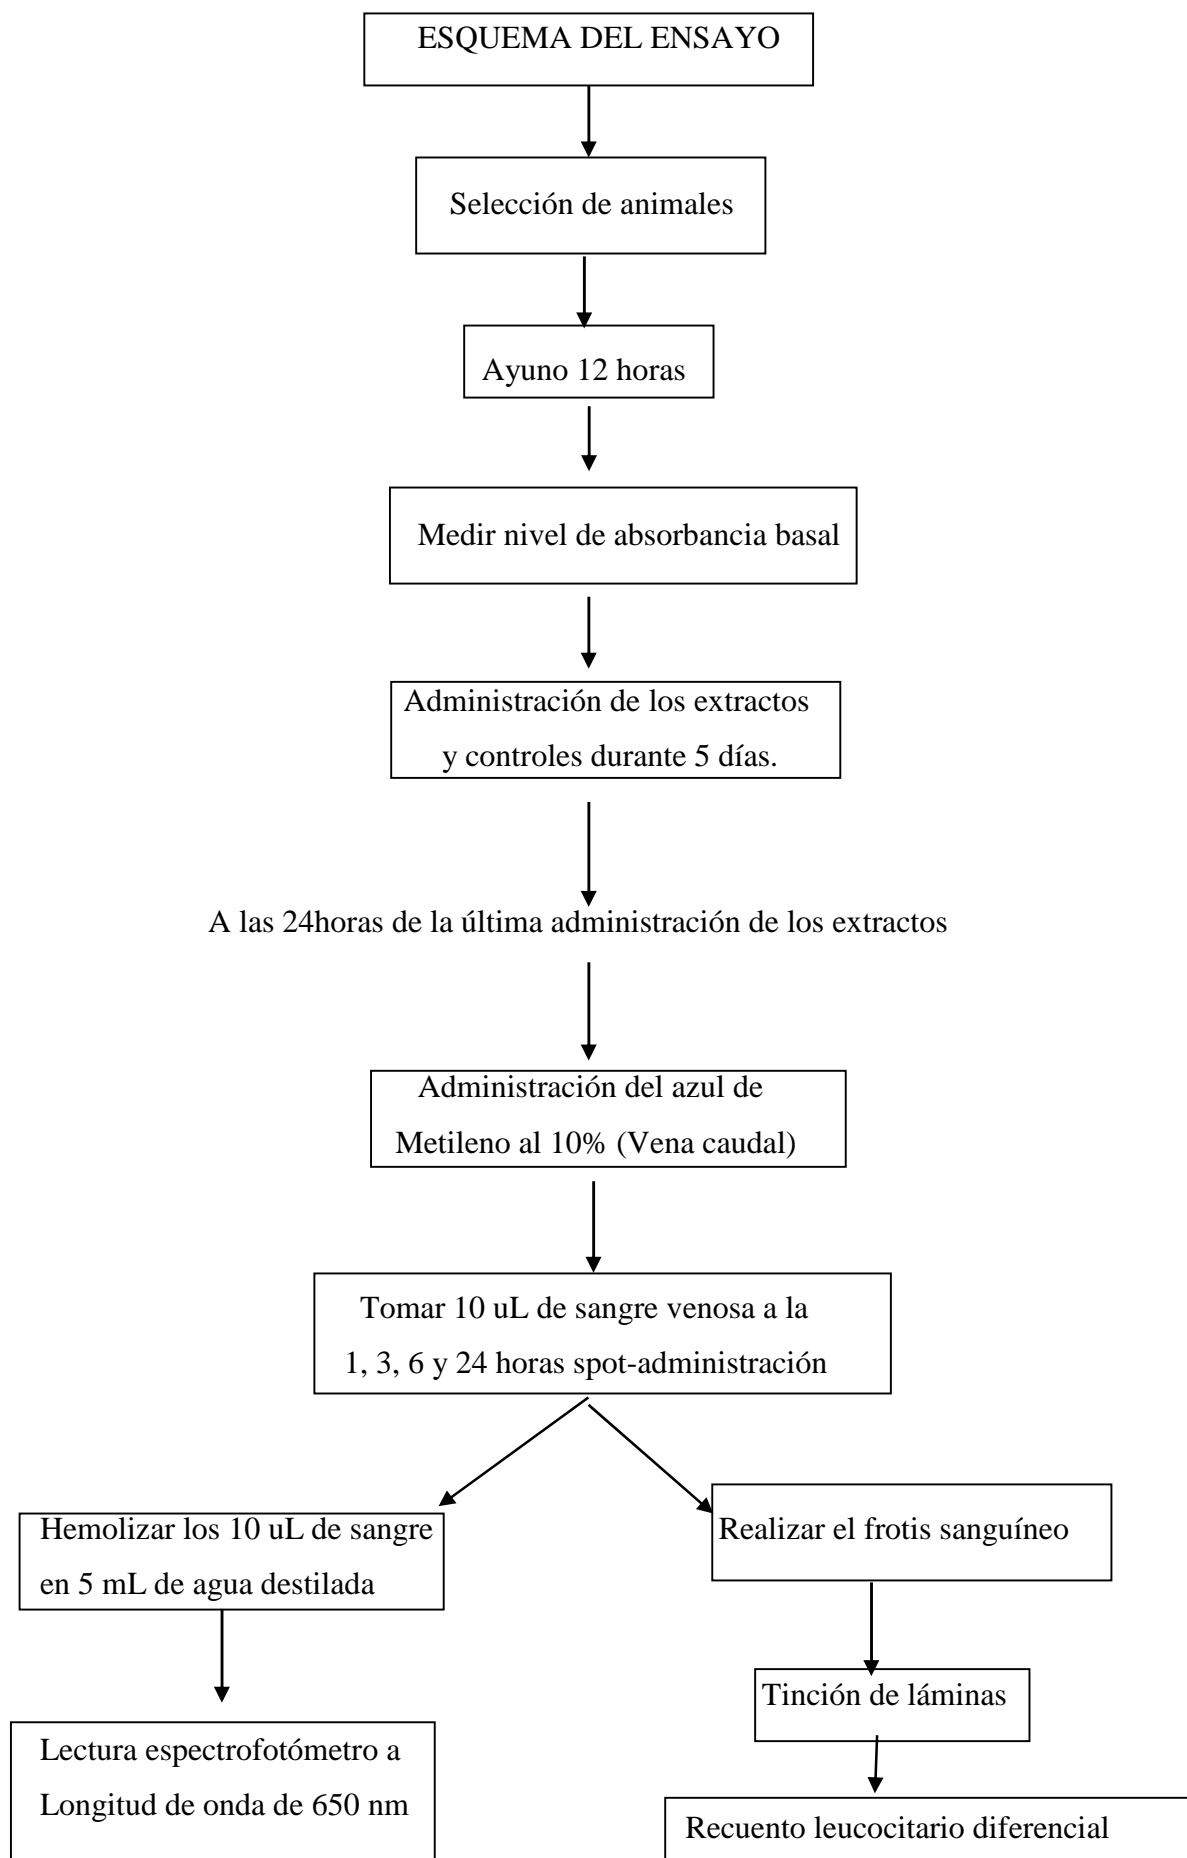 ESQUEMA DEL ENSAYO
Selección de animales
Ayuno 12 horas
Medir nivel de absorbancia basal
Administración de los extractos
y controles durante 5 días.
A las 24horas de la última administración de los extractos
Administración del azul de
Metileno al 10% (Vena caudal)
Tomar 10 uL de sangre venosa a la
1, 3, 6 y 24 horas spot-administración
Hemolizar los 10 uL de sangre
en 5 mL de agua destilada
Lectura espectrofotómetro a
Longitud de onda de 650 nm
Realizar el frotis sanguíneo
Tinción de láminas
Recuento leucocitario diferencial